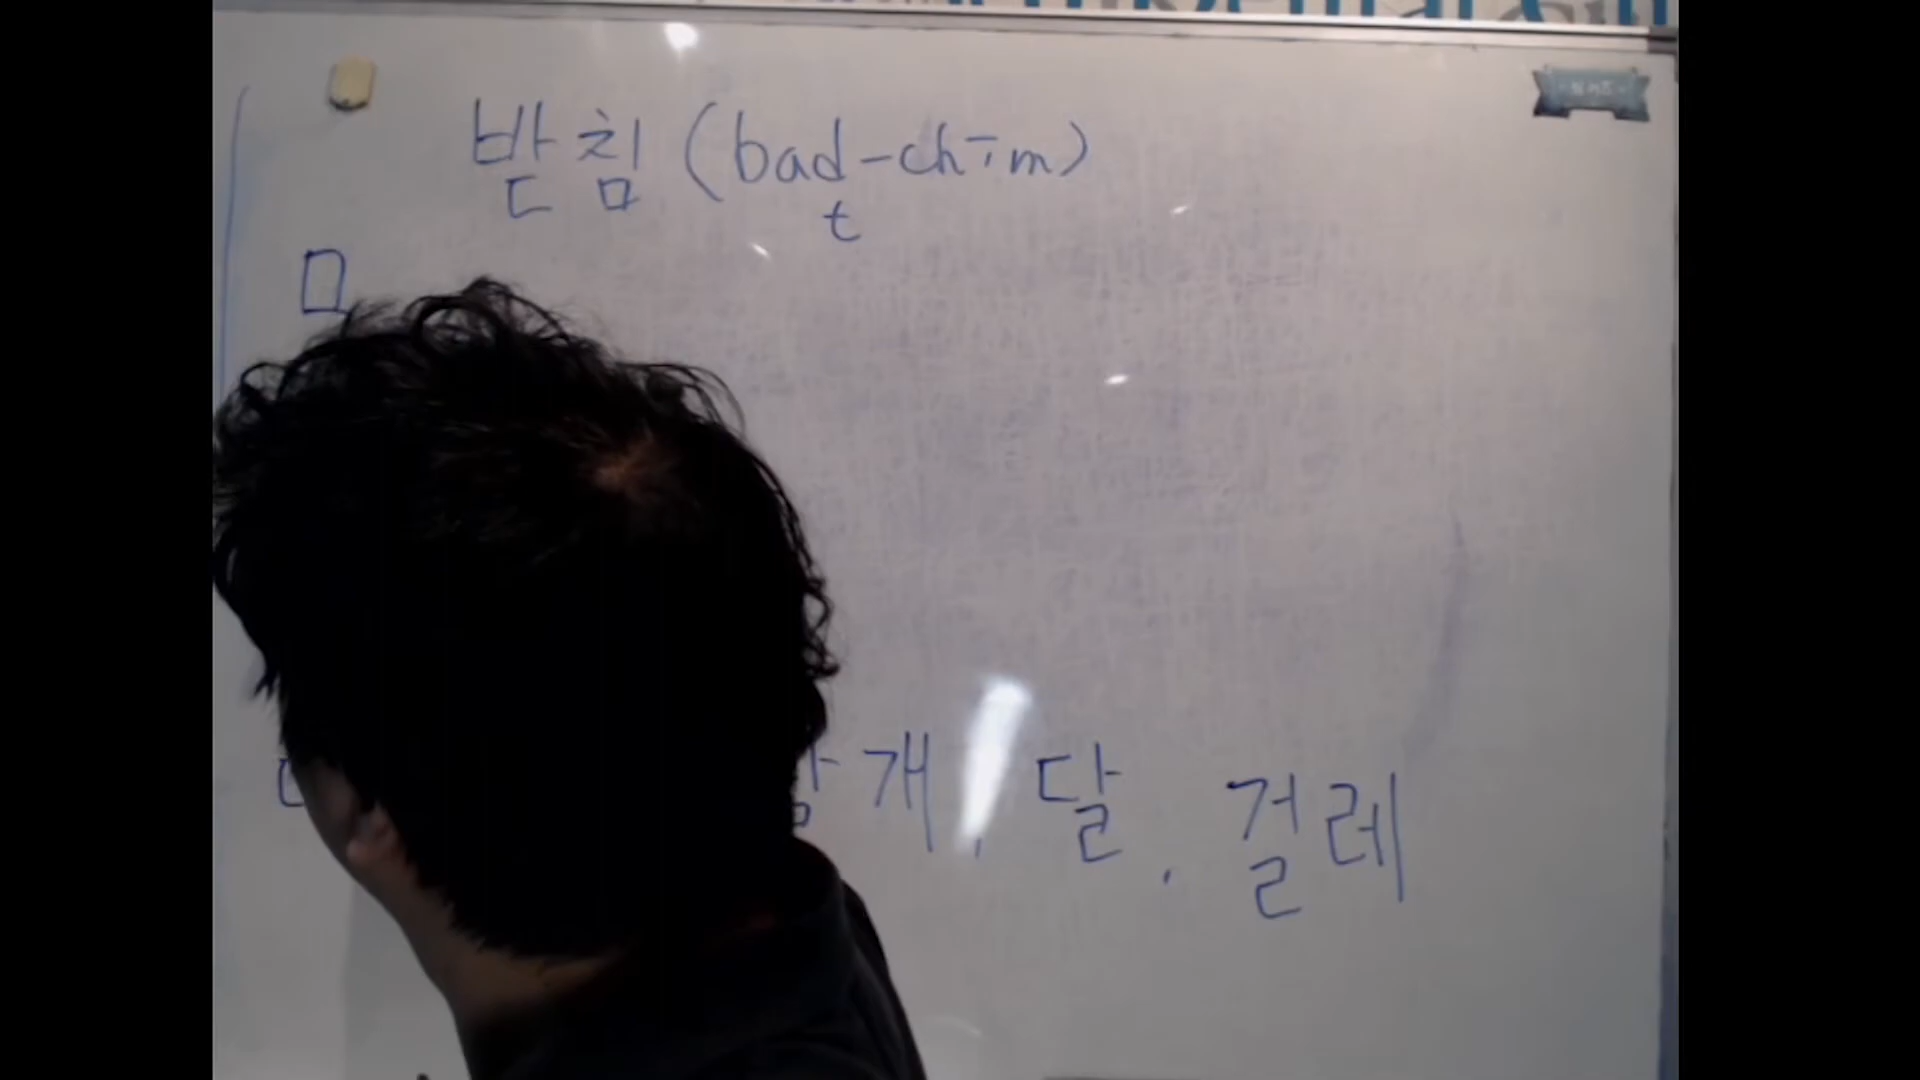 받침 (bad-chim)
t
ㅁ
개, 달, 걸레